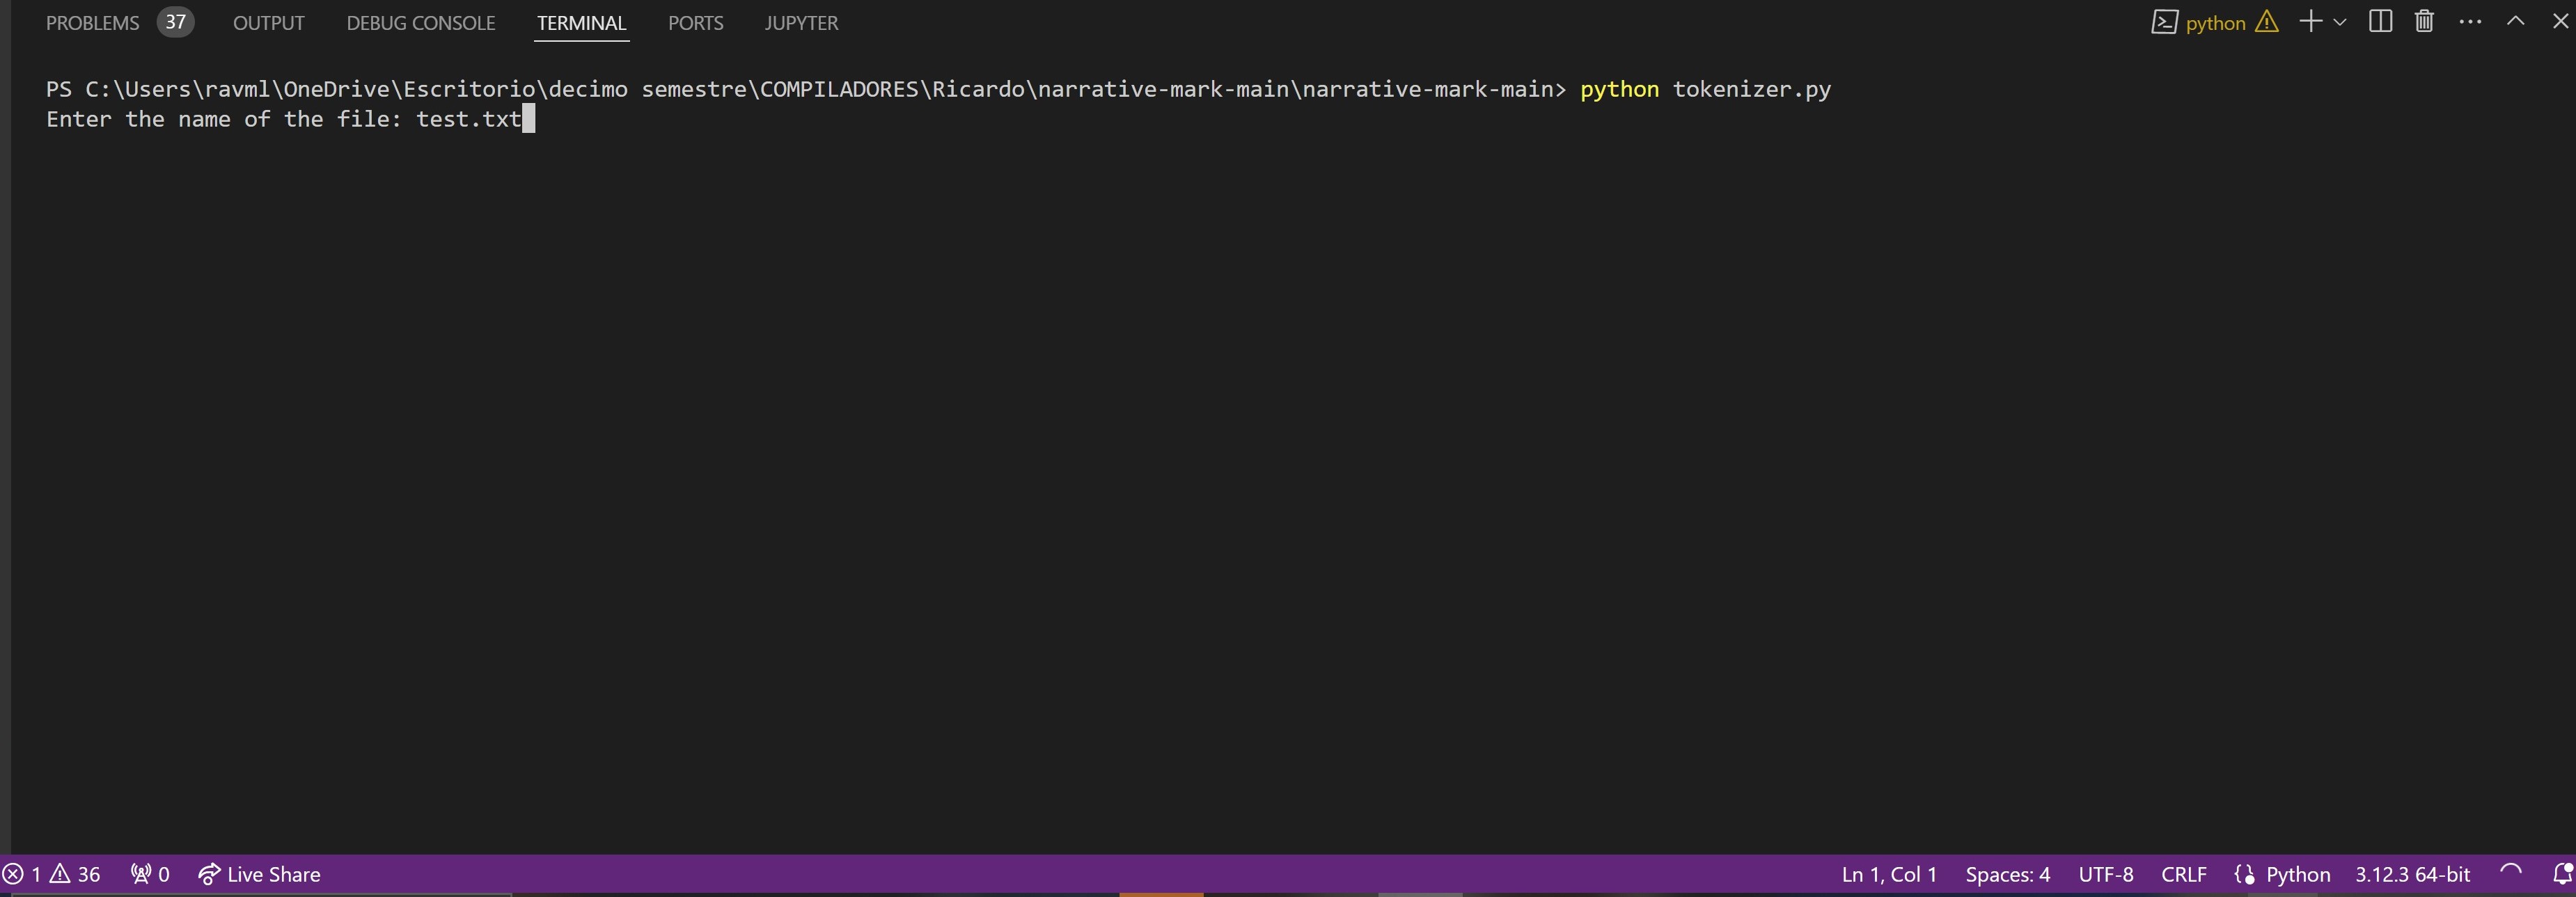 PROBLEMS 37 OUTPUT DEBUG CONSOLE TERMINAL PORTS JUPYTER python
PS C:\Users\ravml\OneDrive\Escritorio\decimo semestre\COMPILADORES\Ricardo\narrative-mark-main\narrative-mark-main> python tokenizer.py
Enter the name of the file: test.txt
1 36 0 Live Share Ln 1, Col 1 Spaces: 4 UTF-8 CRLF Python 3.12.3 64-bit